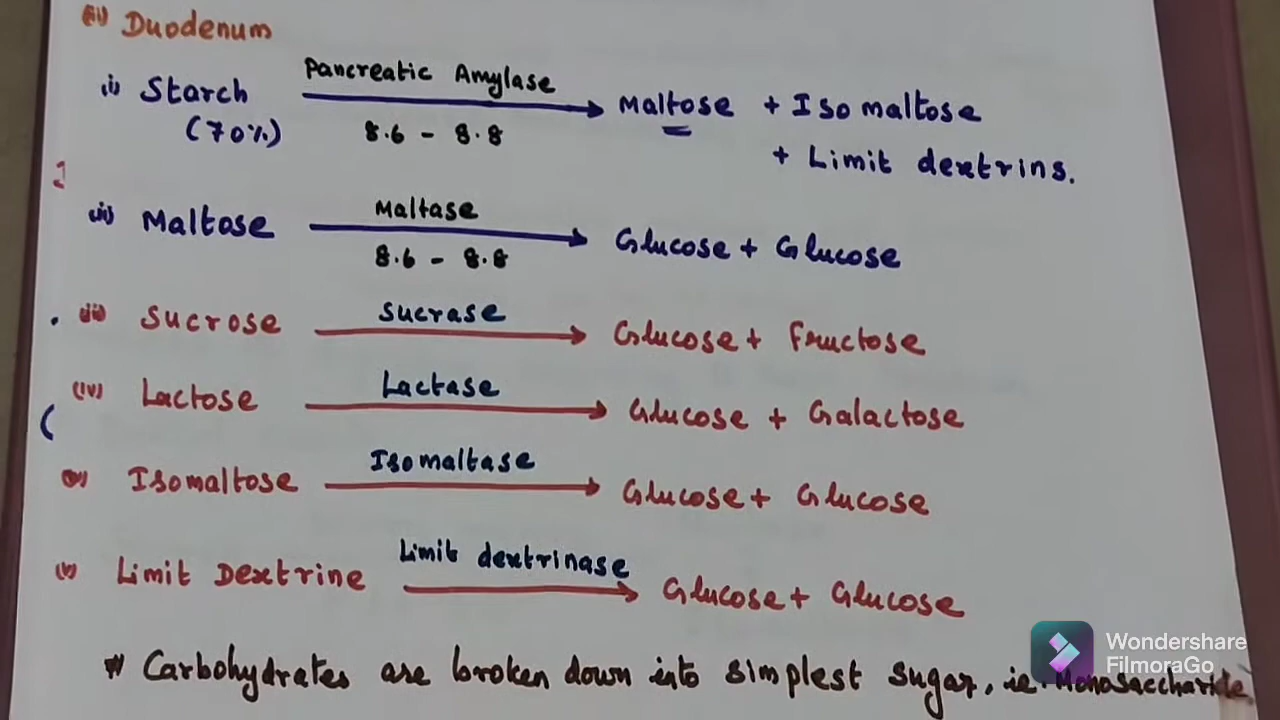 (ii) Duodenum
i) Starch Pancreatic Amylase Maltose + Isomaltose
(70%) 8.6 - 8.8 + Limit dextrins.
ii) Maltose Maltase Glucose + Glucose
8.6 - 8.8
iii) Sucrose Sucrase Glucose + Fructose
(iv) Lactose Lactase Glucose + Galactose
Isomaltose Isomaltase Glucose + Glucose
(v) Limit Dextrine Limit dextrinase Glucose + Glucose
* Carbohydrates are broken down into simplest sugar, ie. Monosaccharide.
Wondershare
FilmoraGo